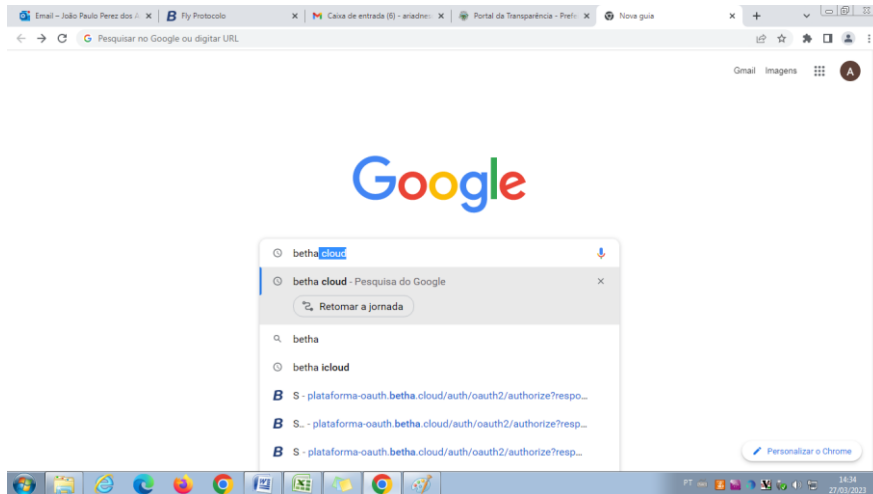 Email – João Paulo Perez dos A
Fly Protocolo
Caixa de entrada (6) - ariadnes
Portal da Transparência - Prefe
Nova guia
Pesquisar no Google ou digitar URL
Gmail Imagens A
Google
betha cloud
betha cloud - Pesquisa do Google
Retomar a jornada
betha
betha icloud
S - plataforma-oauth.betha.cloud/auth/oauth2/authorize?respo...
S... - plataforma-oauth.betha.cloud/auth/oauth2/authorize?resp...
S - plataforma-oauth.betha.cloud/auth/oauth2/authorize?resp...
Personalizar o Chrome
PT
14:34
27/03/2023